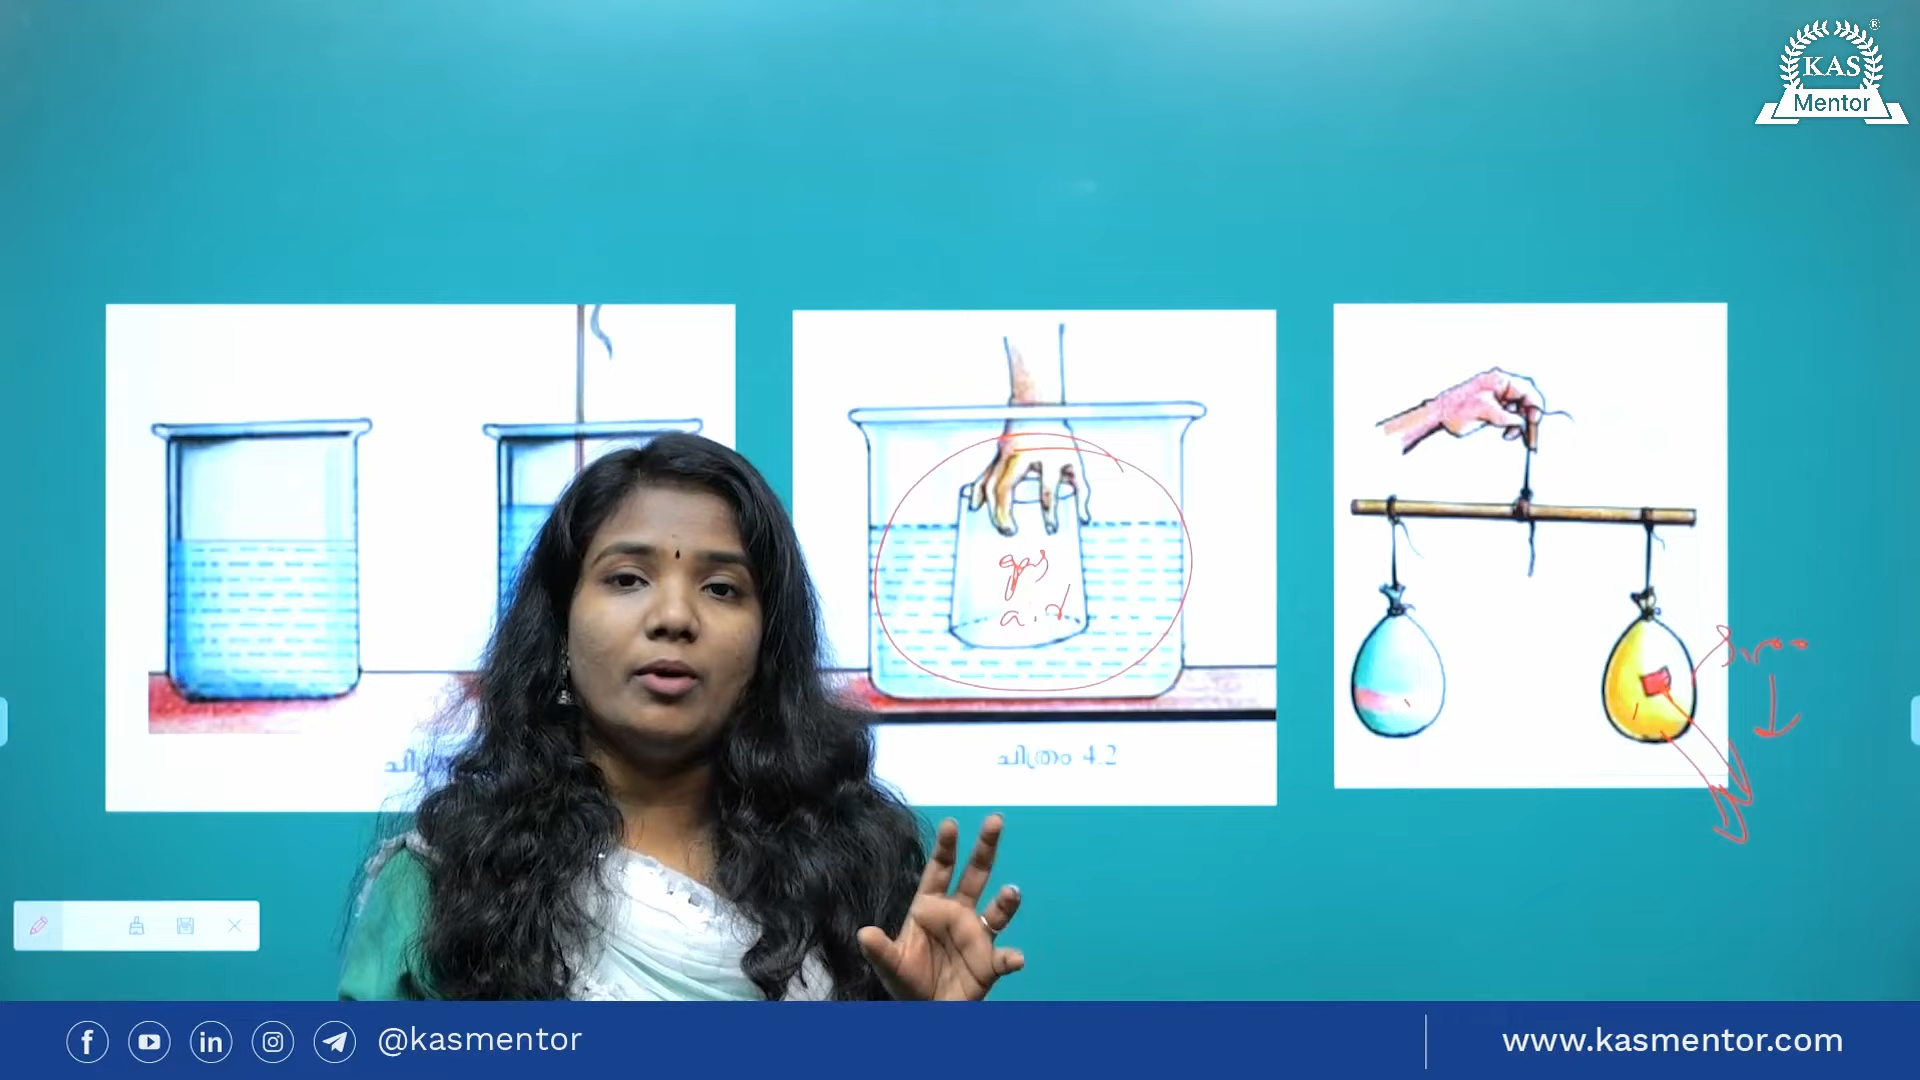 KAS
Mentor
®
gas
air
ചിത്രം 4.2
@kasmentor
www.kasmentor.com